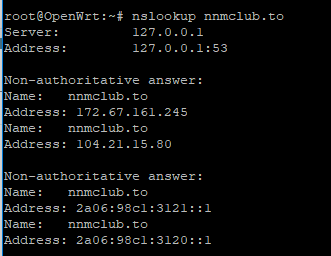 root@OpenWrt:~# nslookup nnmclub.to
Server:         127.0.0.1
Address:        127.0.0.1:53

Non-authoritative answer:
Name:   nnmclub.to
Address: 172.67.161.245
Name:   nnmclub.to
Address: 104.21.15.80

Non-authoritative answer:
Name:   nnmclub.to
Address: 2a06:98c1:3121::1
Name:   nnmclub.to
Address: 2a06:98c1:3120::1